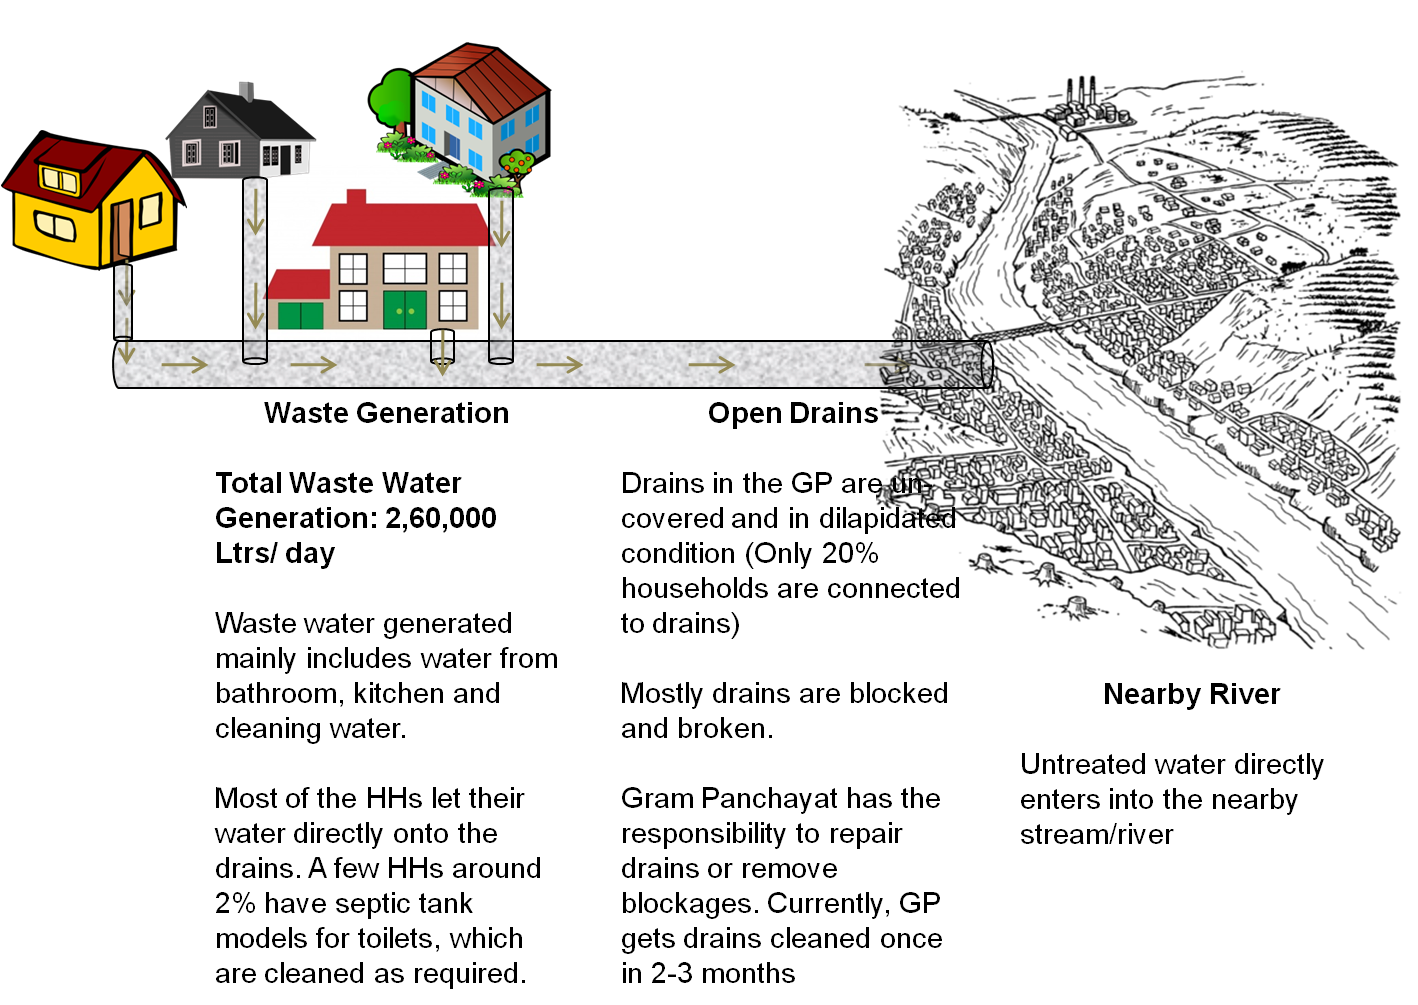 Waste Generation
Total Waste Water
Generation: 2,60,000
Ltrs/ day
Waste water generated
mainly includes water from
bathroom, kitchen and
cleaning water.
Most of the HHs let their
water directly onto the
drains. A few HHs around
2% have septic tank
models for toilets, which
are cleaned as required.
Open Drains
Drains in the GP are un-
covered and in dilapidated
condition (Only 20%
households are connected
to drains)
Mostly drains are blocked
and broken.
Gram Panchayat has the
responsibility to repair
drains or remove
blockages. Currently, GP
gets drains cleaned once
in 2-3 months
Nearby River
Untreated water directly
enters into the nearby
stream/river